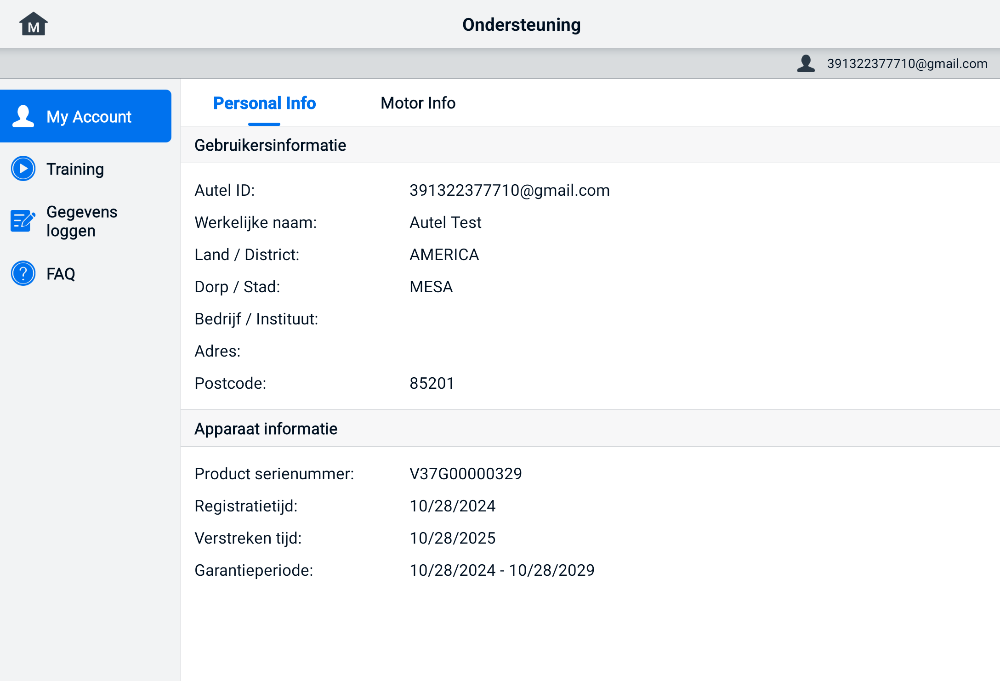 M
Ondersteuning
391322377710@gmail.com
My Account
Training
Gegevens
loggen
? FAQ
Personal Info Motor Info
Gebruikersinformatie
Autel ID: 391322377710@gmail.com
Werkelijke naam: Autel Test
Land / District: AMERICA
Dorp / Stad: MESA
Bedrijf / Instituut:
Adres:
Postcode: 85201
Apparaat informatie
Product serienummer: V37G00000329
Registratietijd: 10/28/2024
Verstreken tijd: 10/28/2025
Garantieperiode: 10/28/2024 - 10/28/2029